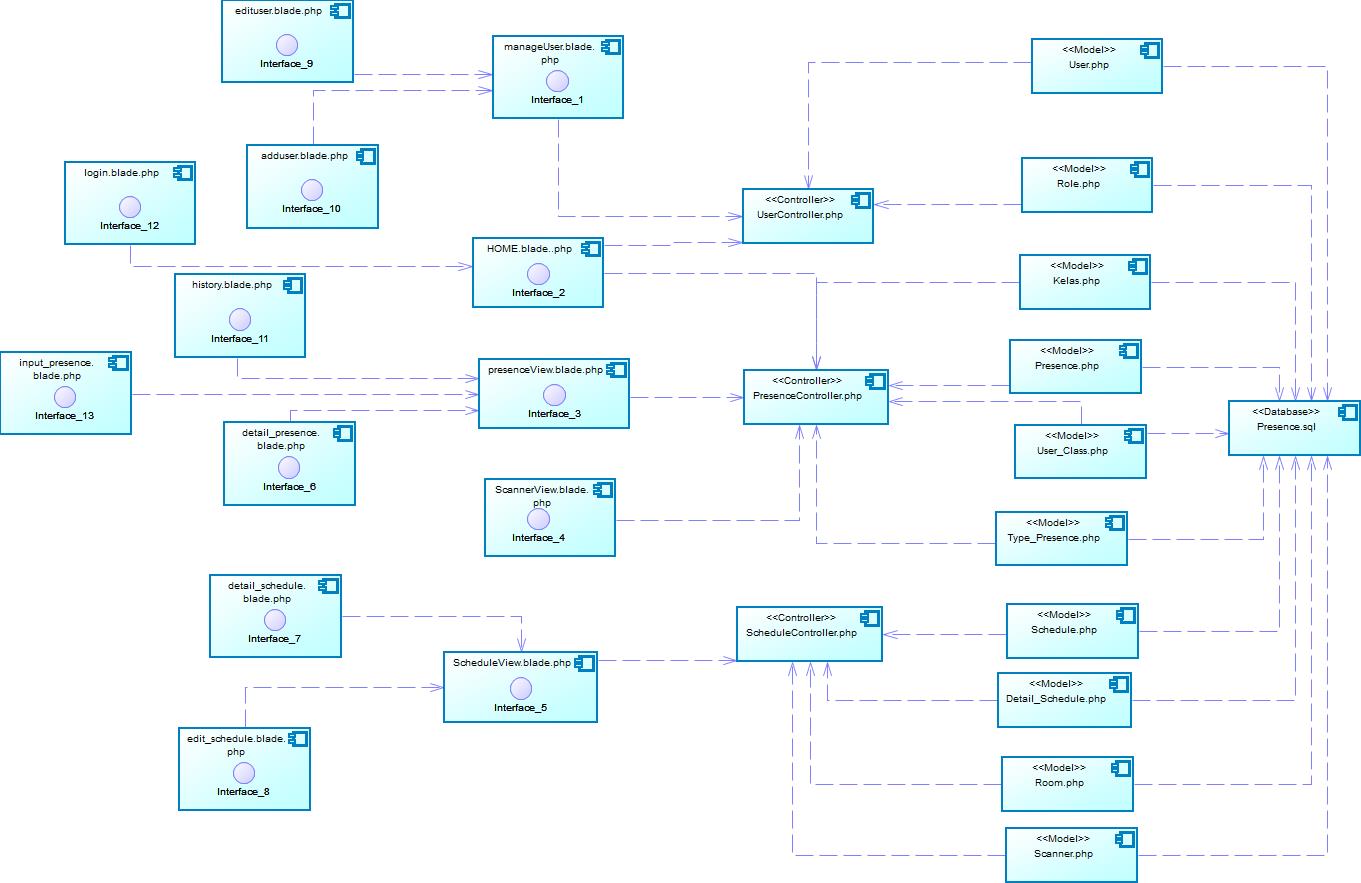 edituser.blade.php
Interface_9
manageUser.blade.
php
Interface_1
<<Model>>
User.php
adduser.blade.php
Interface_10
login.blade.php
Interface_12
<<Model>>
Role.php
<<Controller>>
UserController.php
HOME.blade..php
Interface_2
<<Model>>
Kelas.php
history.blade.php
Interface_11
input_presence.
blade.php
Interface_13
presenceView.blade.php
Interface_3
<<Controller>>
PresenceController.php
<<Model>>
Presence.php
<<Database>>
Presence.sql
detail_presence.
blade.php
Interface_6
<<Model>>
User_Class.php
ScannerView.blade.
php
Interface_4
<<Model>>
Type_Presence.php
detail_schedule.
blade.php
Interface_7
<<Controller>>
ScheduleController.php
<<Model>>
Schedule.php
ScheduleView.blade.php
Interface_5
<<Model>>
Detail_Schedule.php
edit_schedule.blade.
php
Interface_8
<<Model>>
Room.php
<<Model>>
Scanner.php